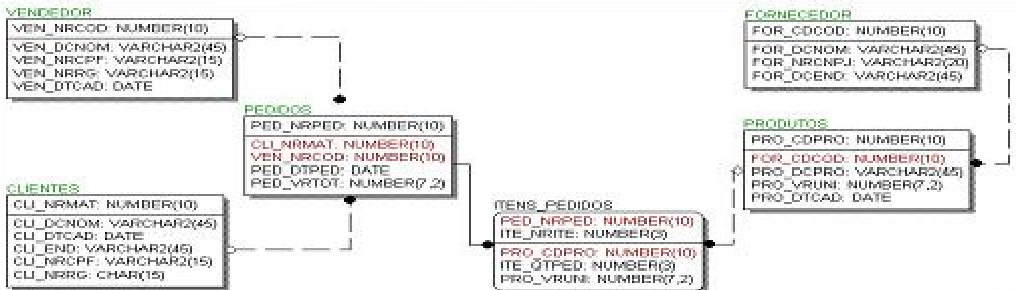 VENDEDOR
VEN_NRCOD: NUMBER(10)
VEN_DCNOM: VARCHAR2(45)
VEN_NRCPF: VARCHAR2(15)
VEN_NRRG: VARCHAR2(15)
VEN_DTCAD: DATE
FORNECEDOR
FOR_CDCOD: NUMBER(10)
FOR_DCNOM: VARCHAR2(45)
FOR_NRCNPJ: VARCHAR2(20)
FOR_DCEND: VARCHAR2(45)
PEDIDOS
PED_NRPED: NUMBER(10)
CLI_NRMAT: NUMBER(10)
VEN_NRCOD: NUMBER(10)
PED_DTPED: DATE
PED_VRTOT: NUMBER(7,2)
PRODUTOS
PRO_CDPRO: NUMBER(10)
FOR_CDCOD: NUMBER(10)
PRO_DCPRO: VARCHAR2(45)
PRO_VRUNI: NUMBER(7,2)
PRO_DTCAD: DATE
CLIENTES
CLI_NRMAT: NUMBER(10)
CLI_DCNOM: VARCHAR2(45)
CLI_DTCAD: DATE
CLI_END: VARCHAR2(45)
CLI_NRCPF: VARCHAR2(15)
CLI_NRRG: CHAR(15)
ITENS_PEDIDOS
PED_NRPED: NUMBER(10)
ITE_NRITE: NUMBER(3)
PRO_CDPRO: NUMBER(10)
ITE_QTPED: NUMBER(3)
PRO_VRUNI: NUMBER(7,2)